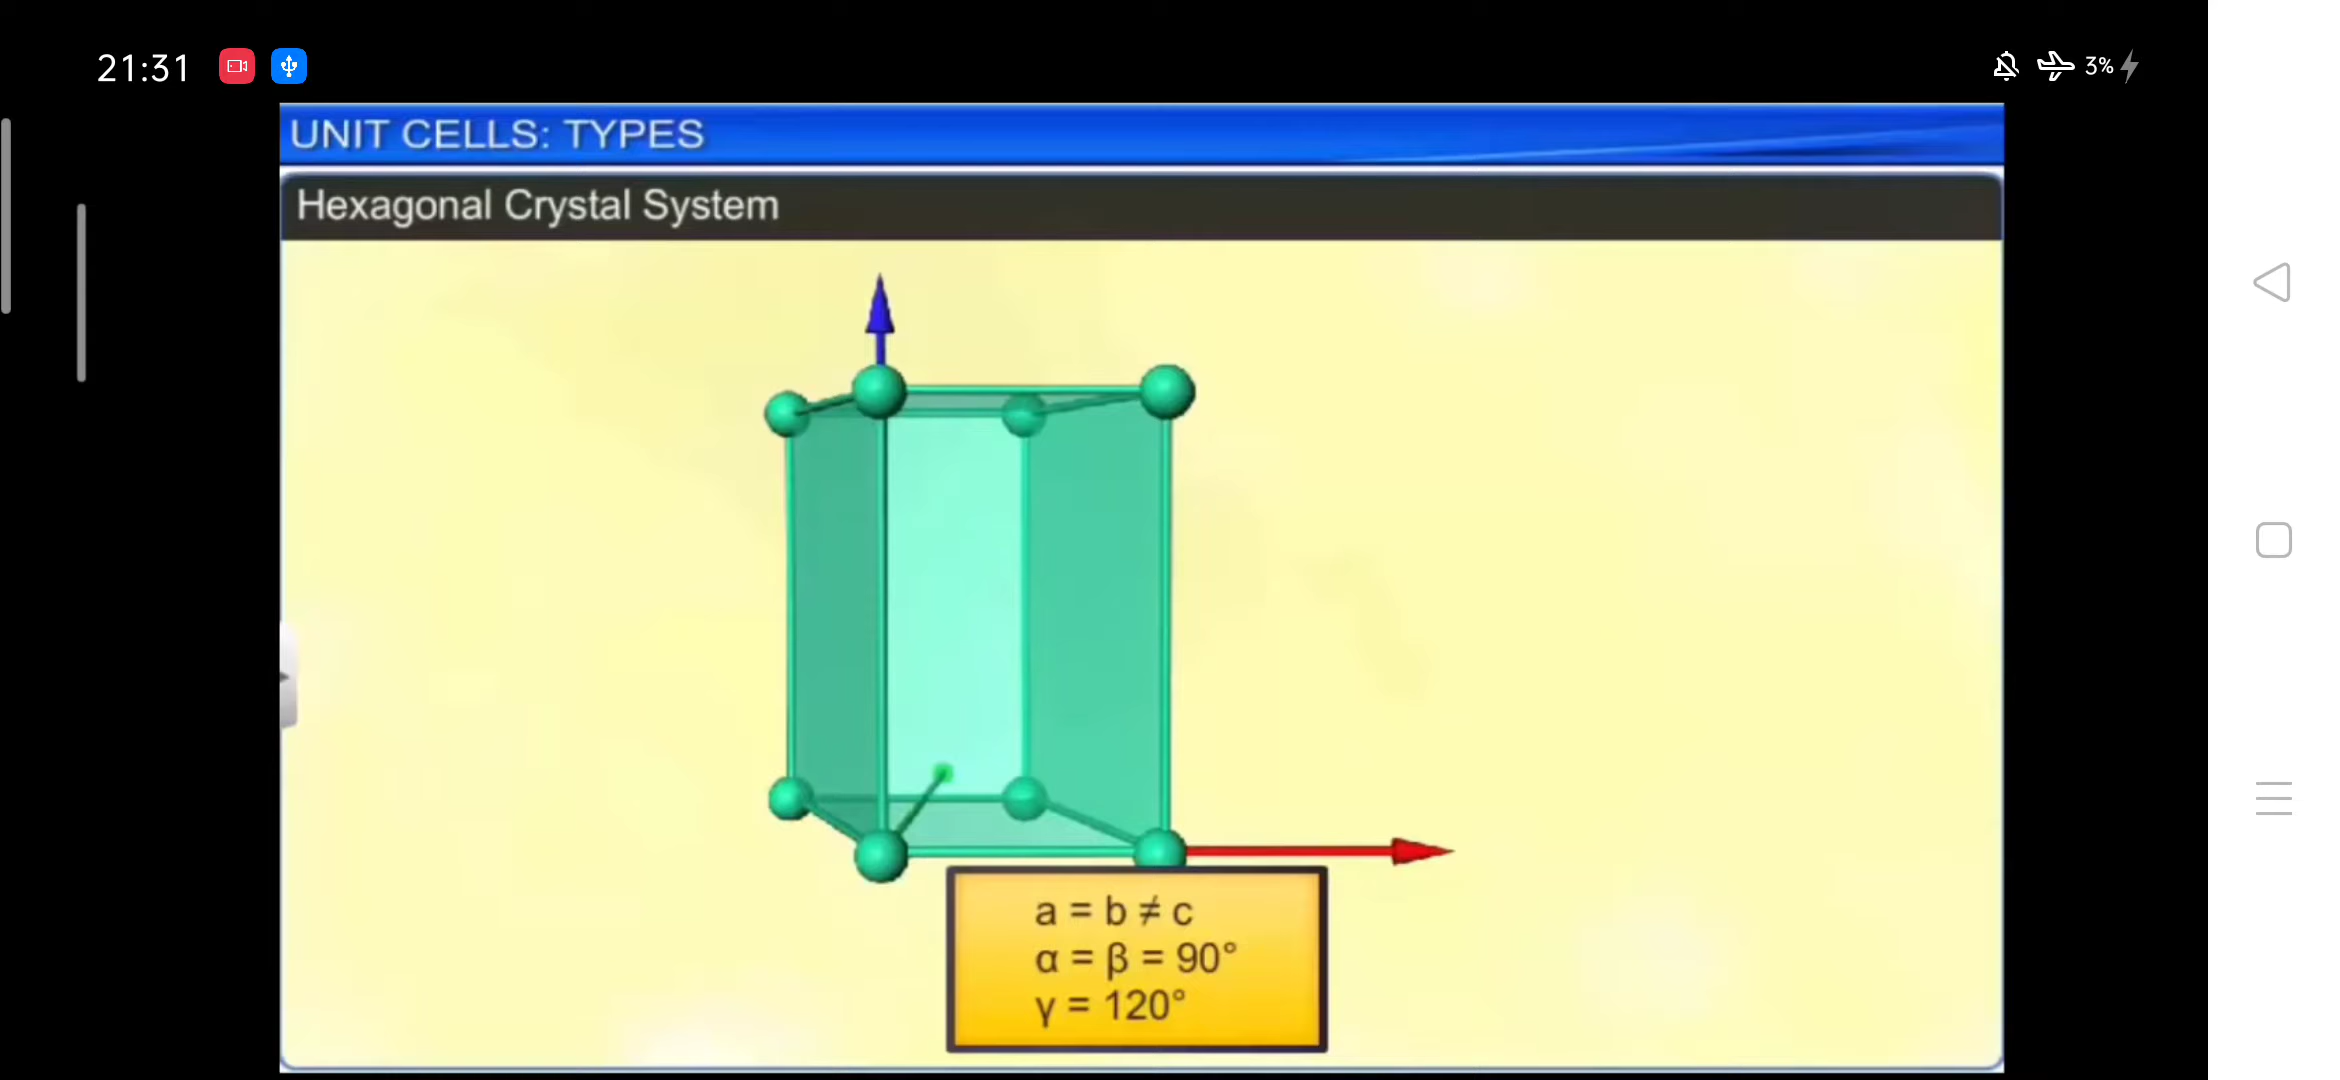 21:31
3%
UNIT CELLS: TYPES
Hexagonal Crystal System
a = b ≠ c
α = β = 90°
γ = 120°